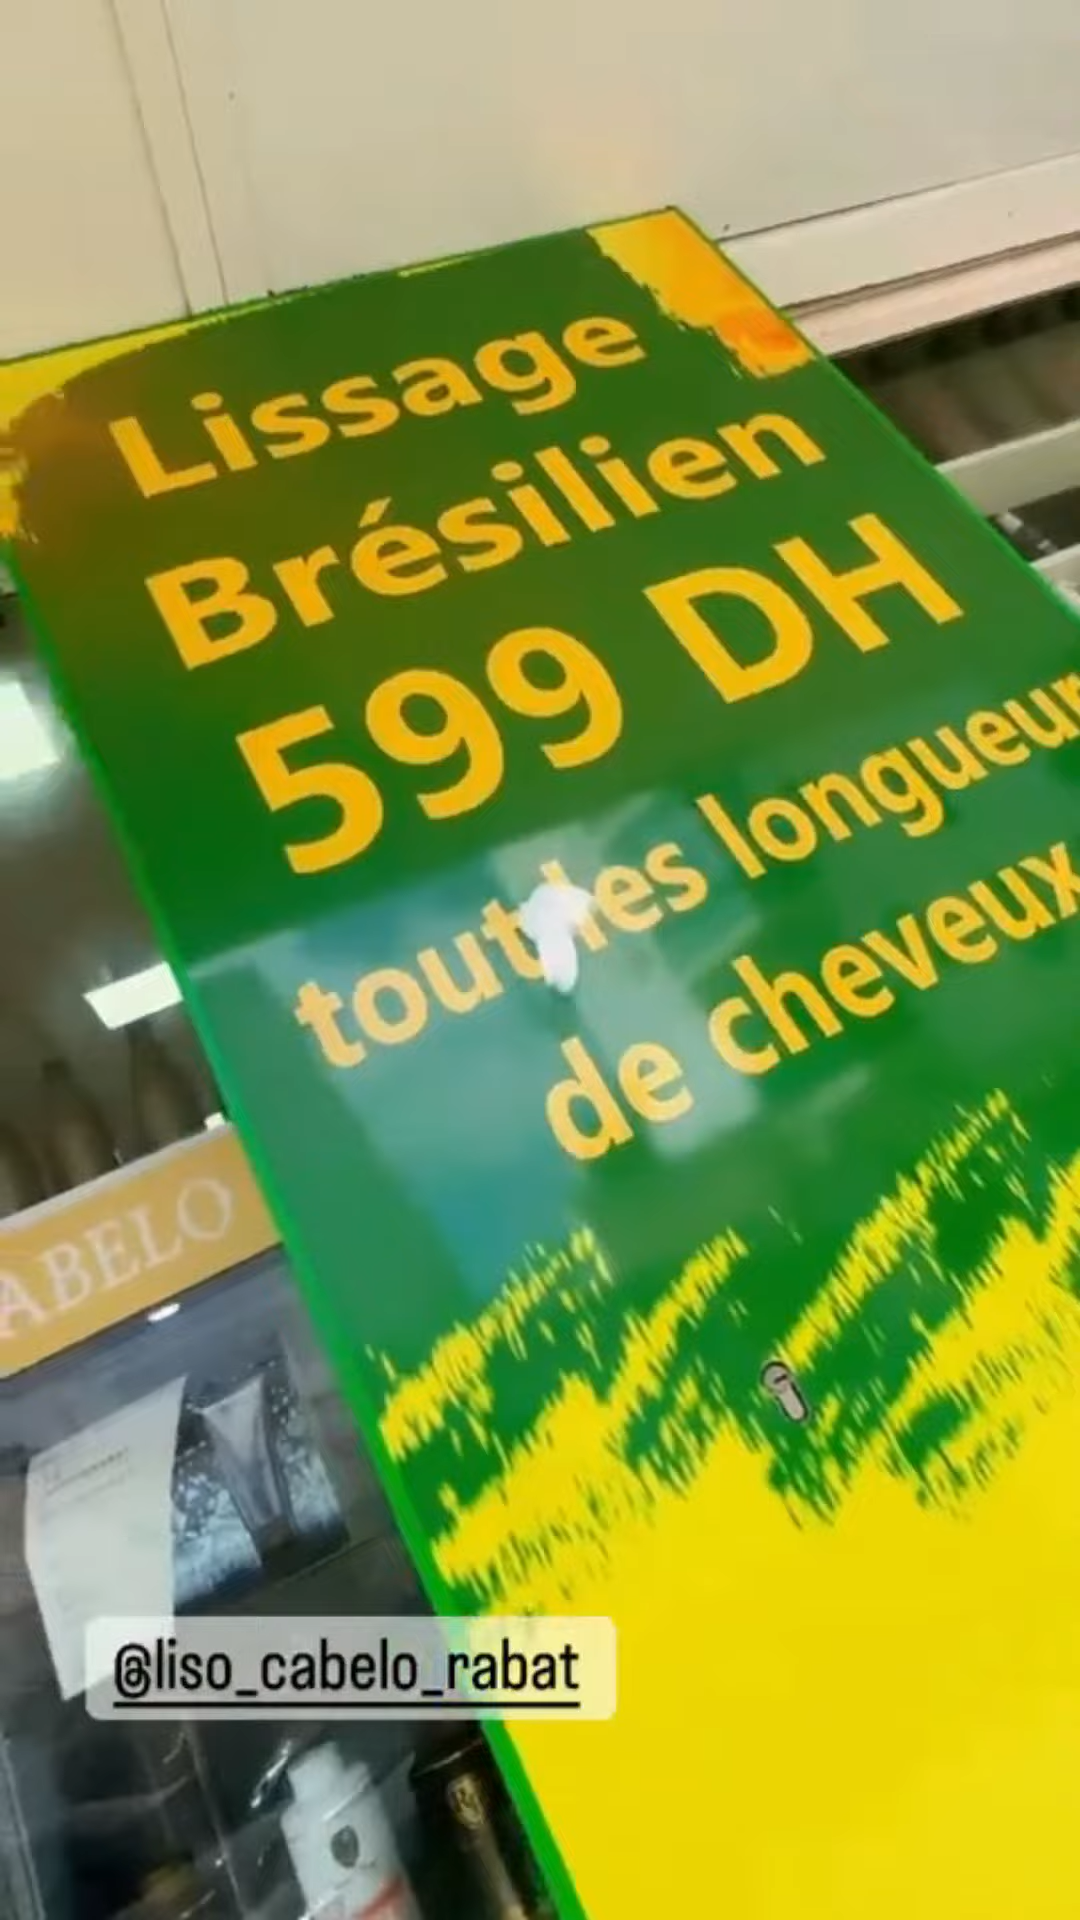 Lissage
Brésilien
599 DH
tout les longueur
de cheveux
ABELO
@liso_cabelo_rabat